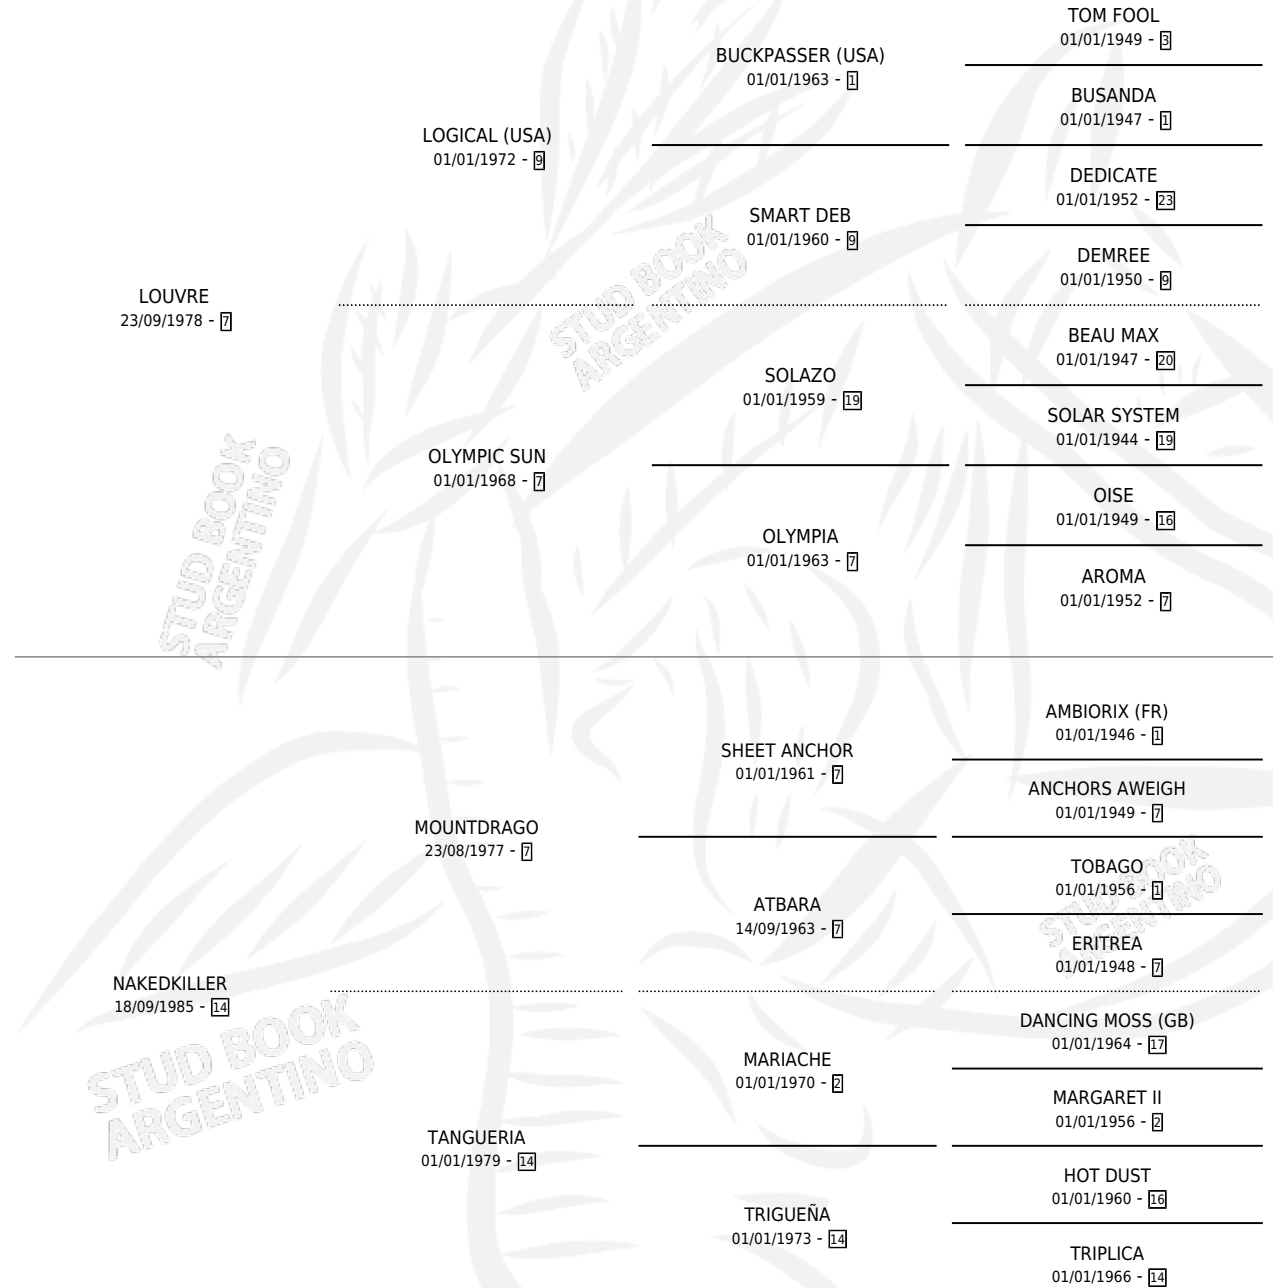 TOM FOOL
01/01/1949 - 3
BUCKPASSER (USA)
01/01/1963 - 1
BUSANDA
01/01/1947 - 1
LOGICAL (USA)
01/01/1972 - 9
DEDICATE
01/01/1952 - 23
SMART DEB
01/01/1960 - 9
DEMREE
01/01/1950 - 9
LOUVRE
23/09/1978 - 7
STUD BOOK
ARGENTINO
BEAU MAX
01/01/1947 - 20
SOLAZO
01/01/1959 - 19
SOLAR SYSTEM
01/01/1944 - 19
OLYMPIC SUN
01/01/1968 - 7
OISE
01/01/1949 - 16
OLYMPIA
01/01/1963 - 7
AROMA
01/01/1952 - 7
STUD BOOK
ARGENTINO
AMBIORIX (FR)
01/01/1946 - 1
SHEET ANCHOR
01/01/1961 - 7
ANCHORS AWEIGH
01/01/1949 - 7
MOUNTDRAGO
23/08/1977 - 7
TOBAGO
01/01/1956 - 1
ATBARA
14/09/1963 - 7
STUD BOOK
ARGENTINO
ERITREA
01/01/1948 - 7
NAKEDKILLER
18/09/1985 - 14
DANCING MOSS (GB)
01/01/1964 - 17
MARIACHE
01/01/1970 - 2
MARGARET II
01/01/1956 - 2
STUD BOOK
ARGENTINO
TANGUERIA
01/01/1979 - 14
HOT DUST
01/01/1960 - 16
TRIGUEÑA
01/01/1973 - 14
TRIPLICA
01/01/1966 - 14